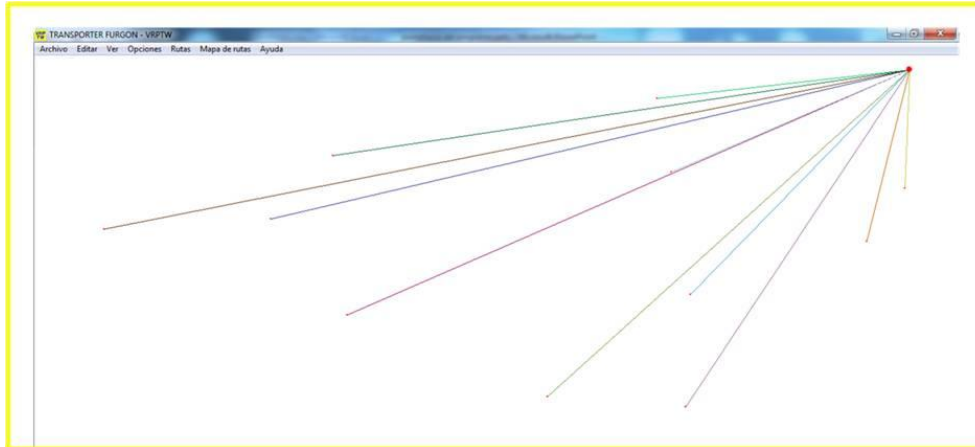 TRANSPORTER FURGON - VRPTW
Archivo Editar Ver Opciones Rutas Mapa de rutas Ayuda